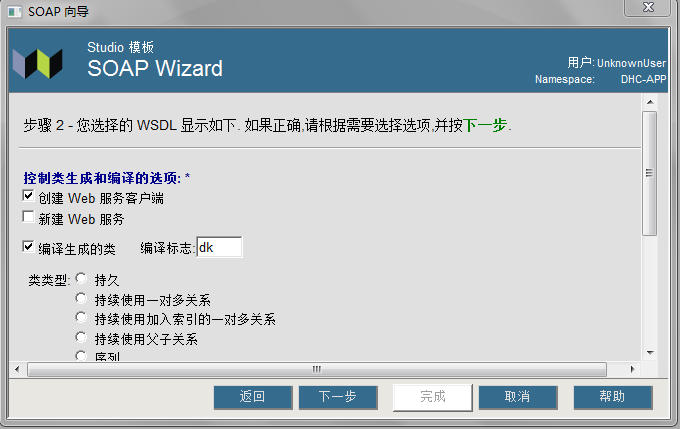 SOAP 向导
Studio 模板
SOAP Wizard
用户: UnknownUser
Namespace: DHC-APP
步骤 2 - 您选择的 WSDL 显示如下. 如果正确,请根据需要选择选项,并按下一步.
控制类生成和编译的选项: *
创建 Web 服务客户端
新建 Web 服务
编译生成的类 编译标志: dk
类类型: 持久
持续使用一对多关系
持续使用加入索引的一对多关系
持续使用父子关系
序列
返回 下一步 完成 取消 帮助